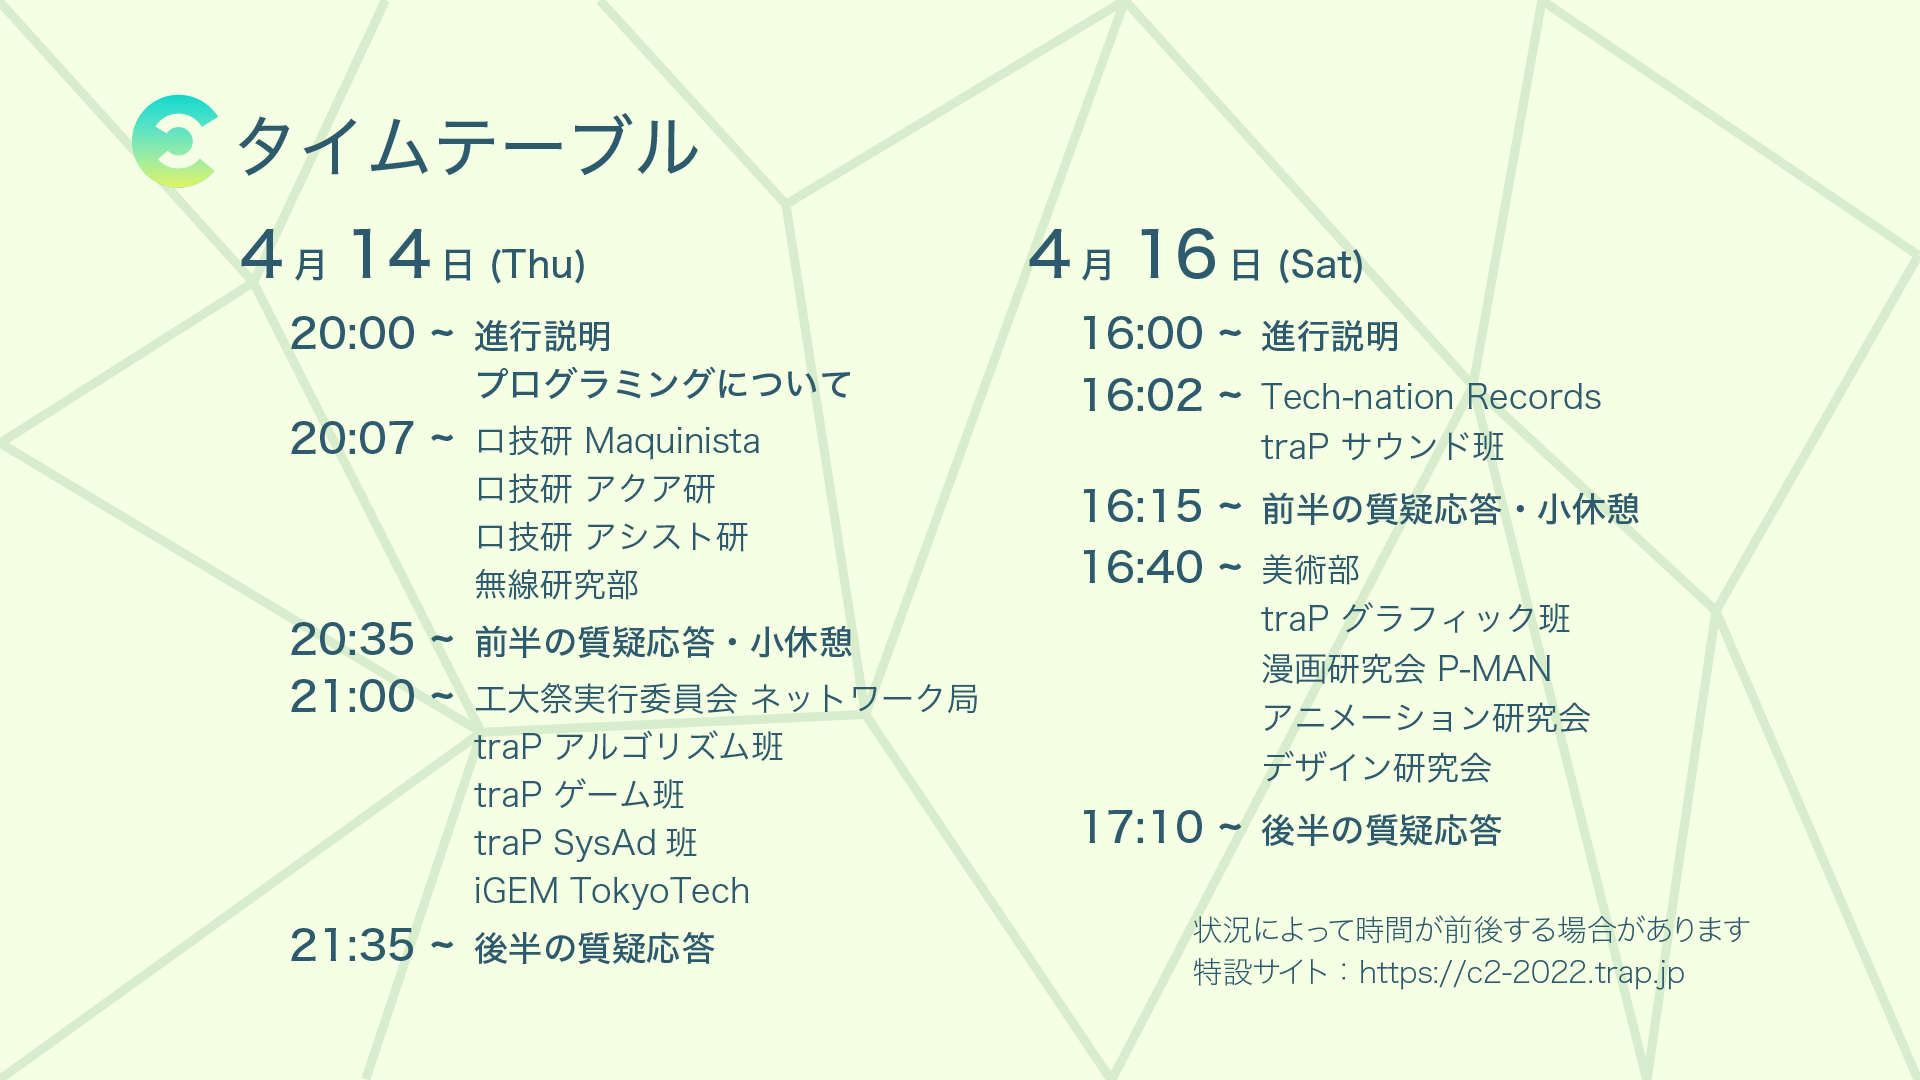 タイムテーブル
4月 14日 (Thu)
20:00 ~ 進行説明
プログラミングについて
20:07 ~ ロ技研 Maquinista
ロ技研 アクア研
ロ技研 アシスト研
無線研究部
20:35 ~ 前半の質疑応答・小休憩
21:00 ~ 工大祭実行委員会 ネットワーク局
traP アルゴリズム班
traP ゲーム班
traP SysAd 班
iGEM TokyoTech
21:35 ~ 後半の質疑応答
4月 16日 (Sat)
16:00 ~ 進行説明
16:02 ~ Tech-nation Records
traP サウンド班
16:15 ~ 前半の質疑応答・小休憩
16:40 ~ 美術部
traP グラフィック班
漫画研究会 P-MAN
アニメーション研究会
デザイン研究会
17:10 ~ 後半の質疑応答
状況によって時間が前後する場合があります
特設サイト：https://c2-2022.trap.jp